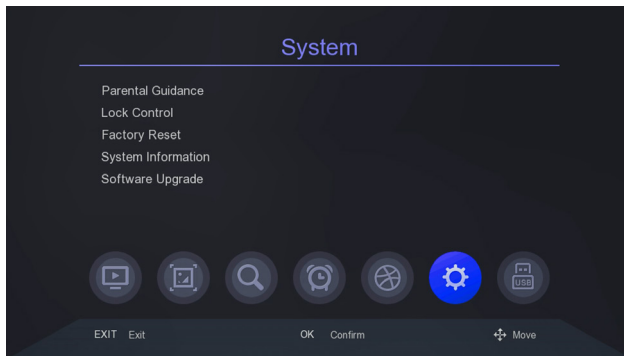 System
Parental Guidance
Lock Control
Factory Reset
System Information
Software Upgrade
USB
EXIT Exit OK Confirm Move